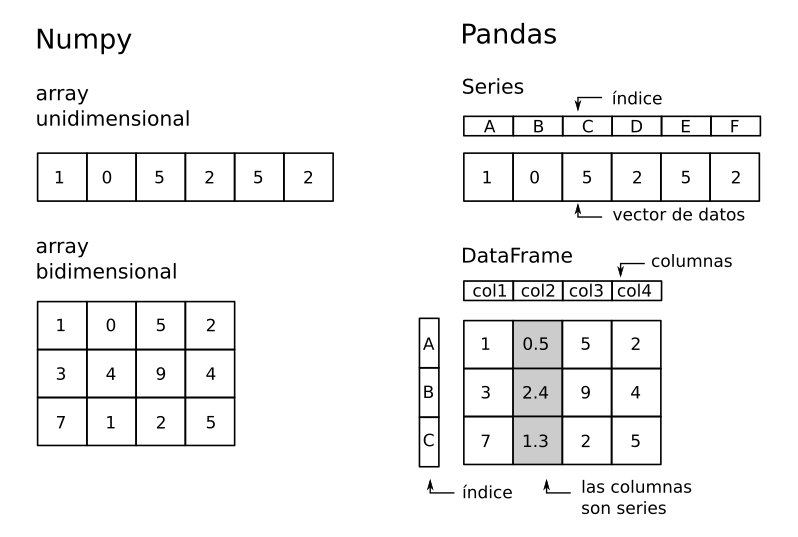 Numpy
array
unidimensional
1 0 5 2 5 2
array
bidimensional
1 0 5 2
3 4 9 4
7 1 2 5
Pandas
Series
índice
A B C D E F
1 0 5 2 5 2
vector de datos
DataFrame
columnas
col1 col2 col3 col4
A 1 0.5 5 2
B 3 2.4 9 4
C 7 1.3 2 5
índice
las columnas
son series